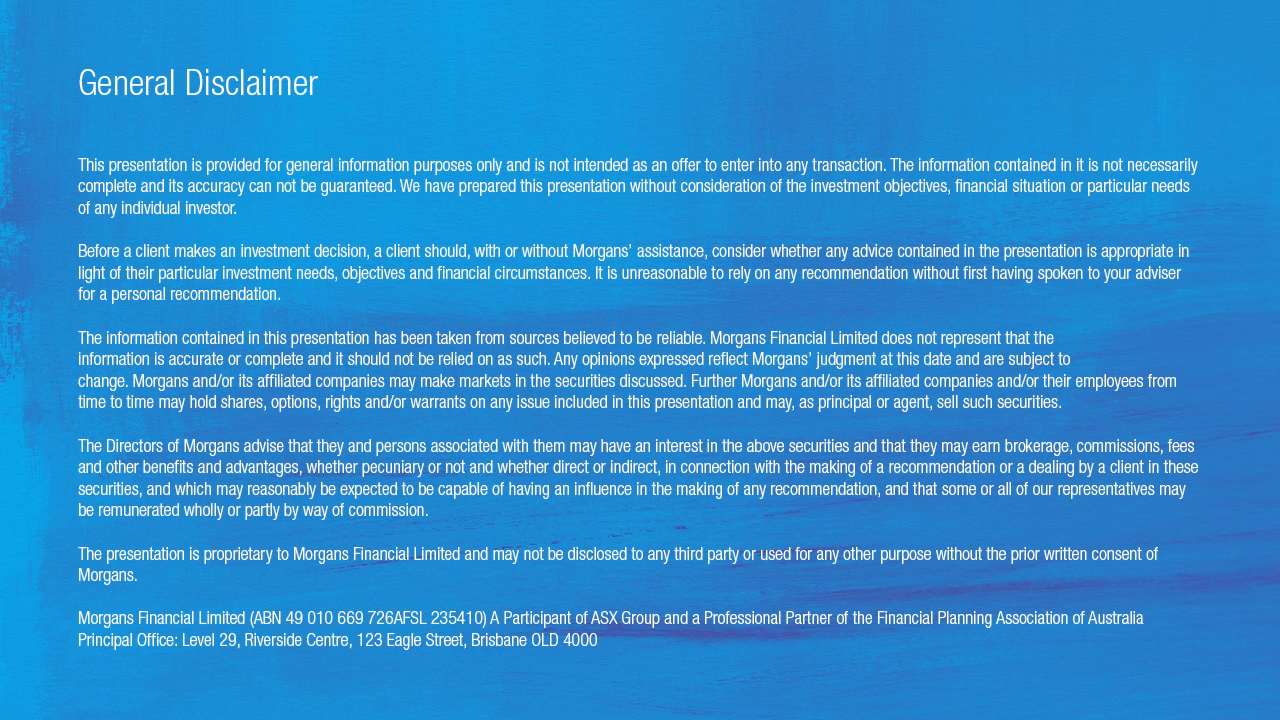 General Disclaimer
This presentation is provided for general information purposes only and is not intended as an offer to enter into any transaction. The information contained in it is not necessarily
complete and its accuracy can not be guaranteed. We have prepared this presentation without consideration of the investment objectives, financial situation or particular needs
of any individual investor.
Before a client makes an investment decision, a client should, with or without Morgans’ assistance, consider whether any advice contained in the presentation is appropriate in
light of their particular investment needs, objectives and financial circumstances. It is unreasonable to rely on any recommendation without first having spoken to your adviser
for a personal recommendation.
The information contained in this presentation has been taken from sources believed to be reliable. Morgans Financial Limited does not represent that the
information is accurate or complete and it should not be relied on as such. Any opinions expressed reflect Morgans’ judgment at this date and are subject to
change. Morgans and/or its affiliated companies may make markets in the securities discussed. Further Morgans and/or its affiliated companies and/or their employees from
time to time may hold shares, options, rights and/or warrants on any issue included in this presentation and may, as principal or agent, sell such securities.
The Directors of Morgans advise that they and persons associated with them may have an interest in the above securities and that they may earn brokerage, commissions, fees
and other benefits and advantages, whether pecuniary or not and whether direct or indirect, in connection with the making of a recommendation or a dealing by a client in these
securities, and which may reasonably be expected to be capable of having an influence in the making of any recommendation, and that some or all of our representatives may
be remunerated wholly or partly by way of commission.
The presentation is proprietary to Morgans Financial Limited and may not be disclosed to any third party or used for any other purpose without the prior written consent of
Morgans.
Morgans Financial Limited (ABN 49 010 669 726AFSL 235410) A Participant of ASX Group and a Professional Partner of the Financial Planning Association of Australia
Principal Office: Level 29, Riverside Centre, 123 Eagle Street, Brisbane OLD 4000